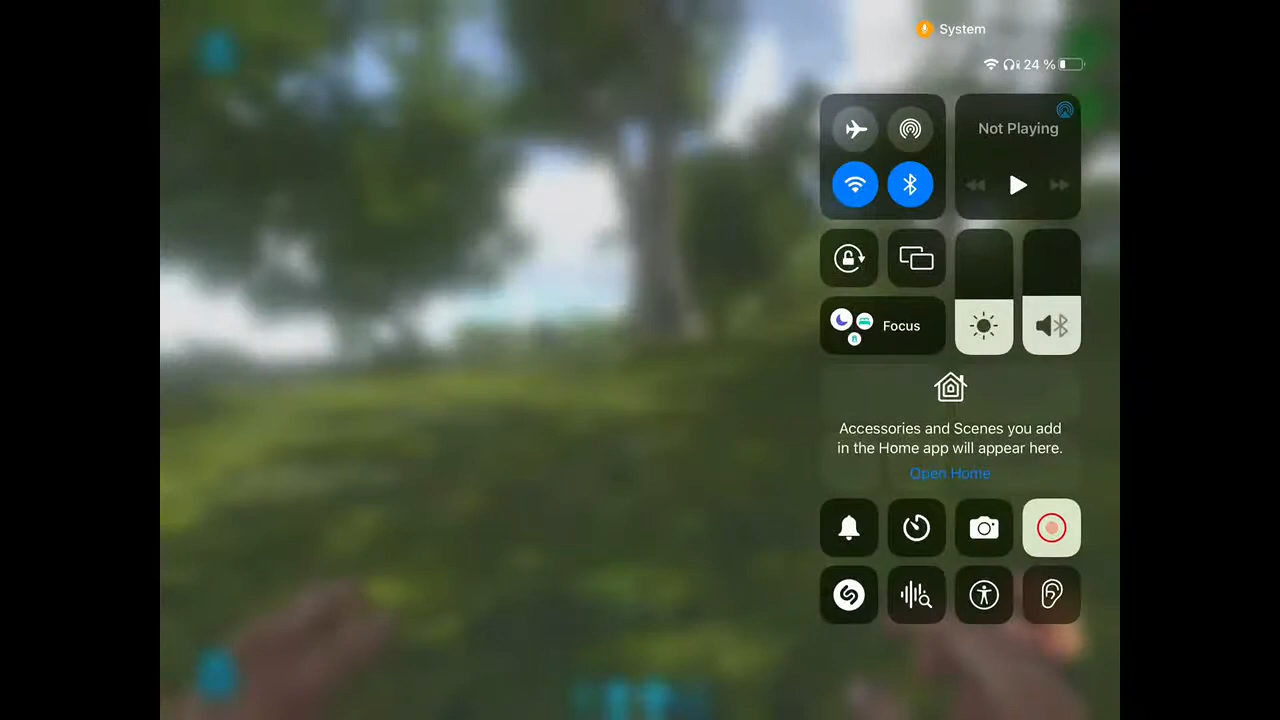 System
24 %
Not Playing
Focus
Accessories and Scenes you add
in the Home app will appear here.
Open Home